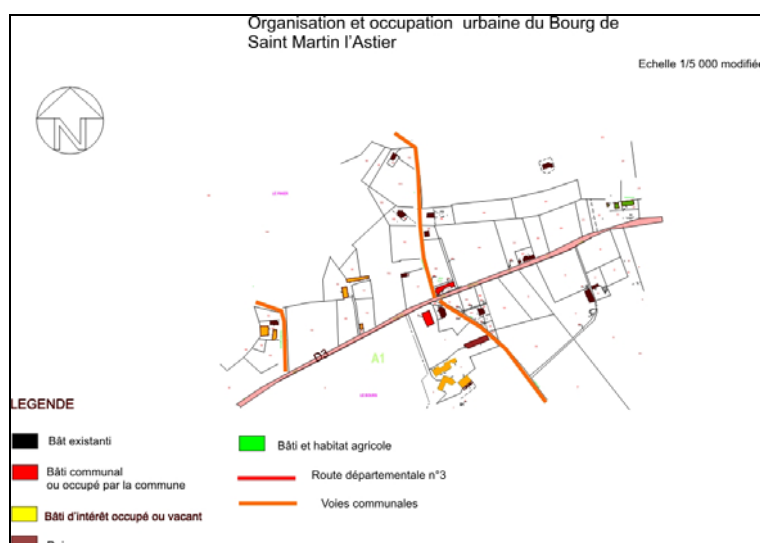 Organisation et occupation urbaine du Bourg de
Saint Martin l'Astier
Echelle 1/5 000 modifiée
N
A1
LEGENDE
Bât existanti
Bâti communal
ou occupé par la commune
Bâti d'intérêt occupé ou vacant
Bâti et habitat agricole
Route départementale n°3
Voies communales